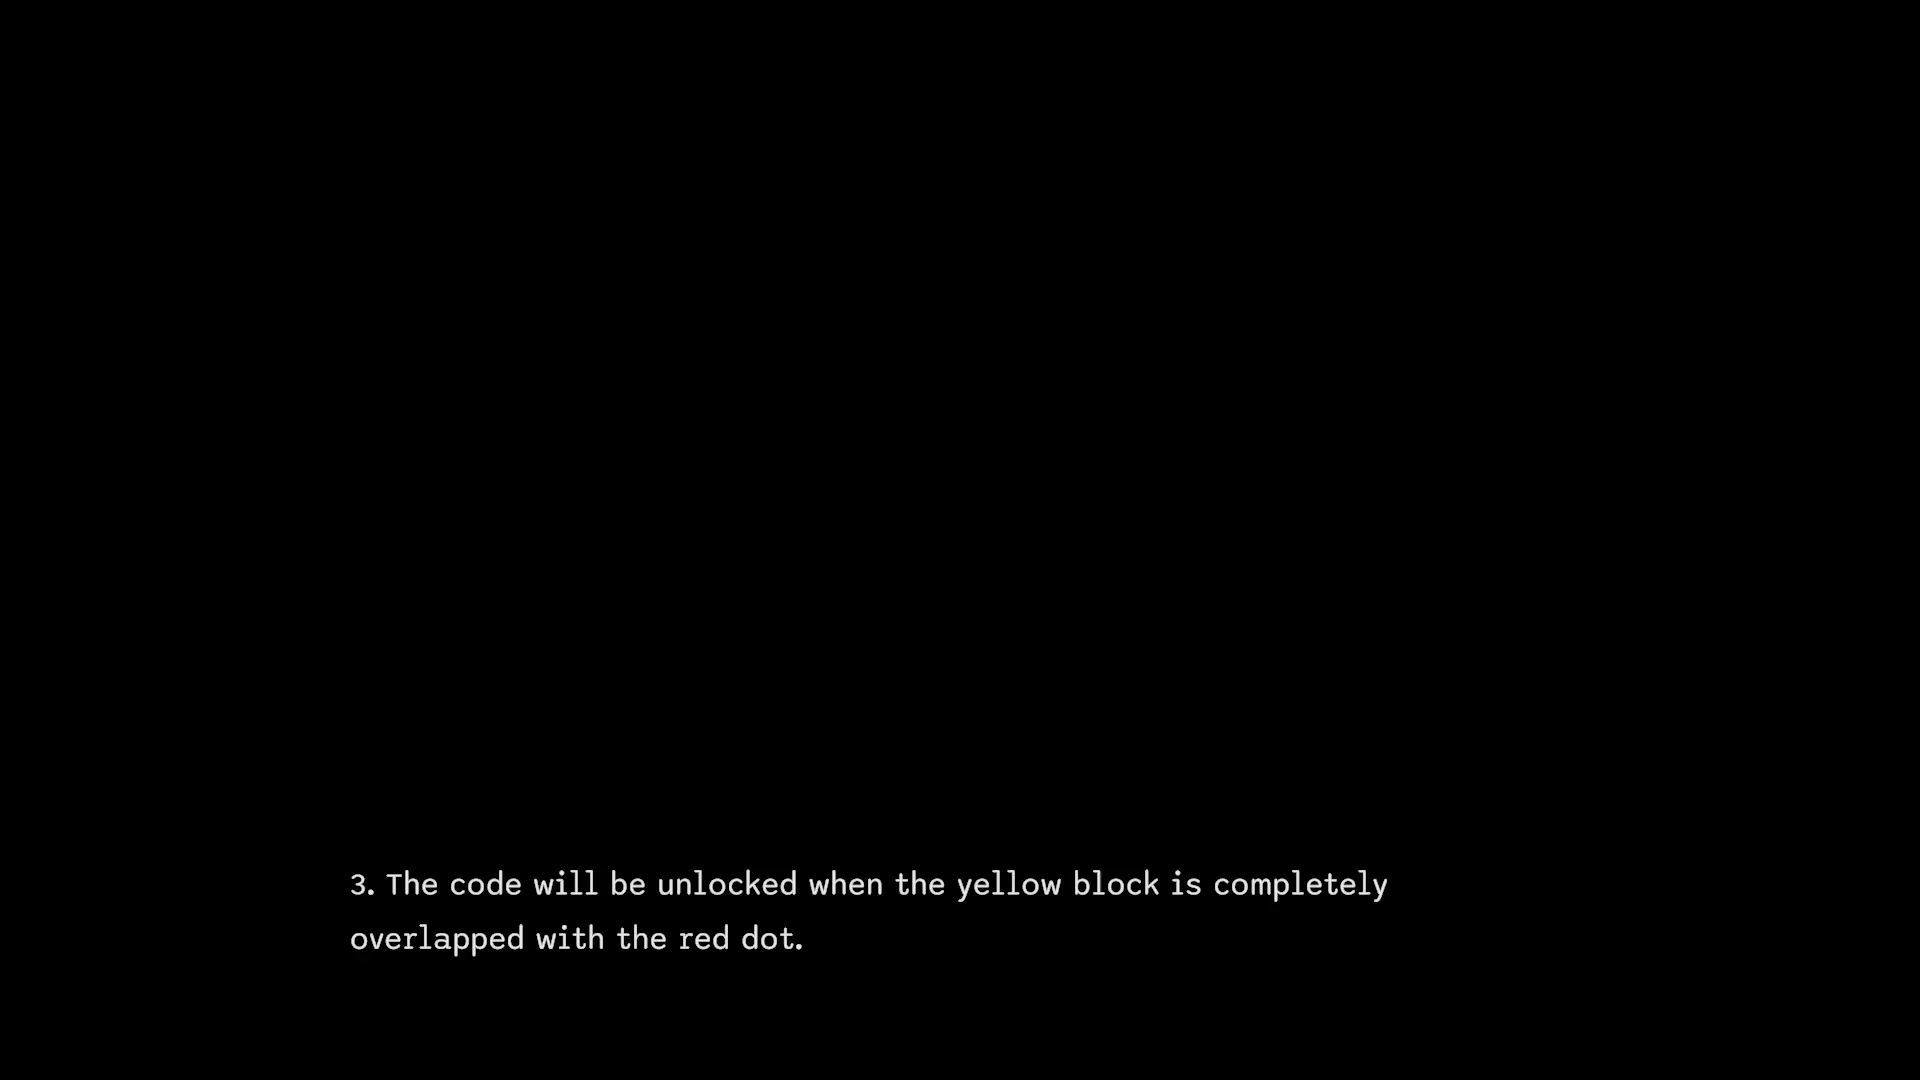 3. The code will be unlocked when the yellow block is completely
overlapped with the red dot.